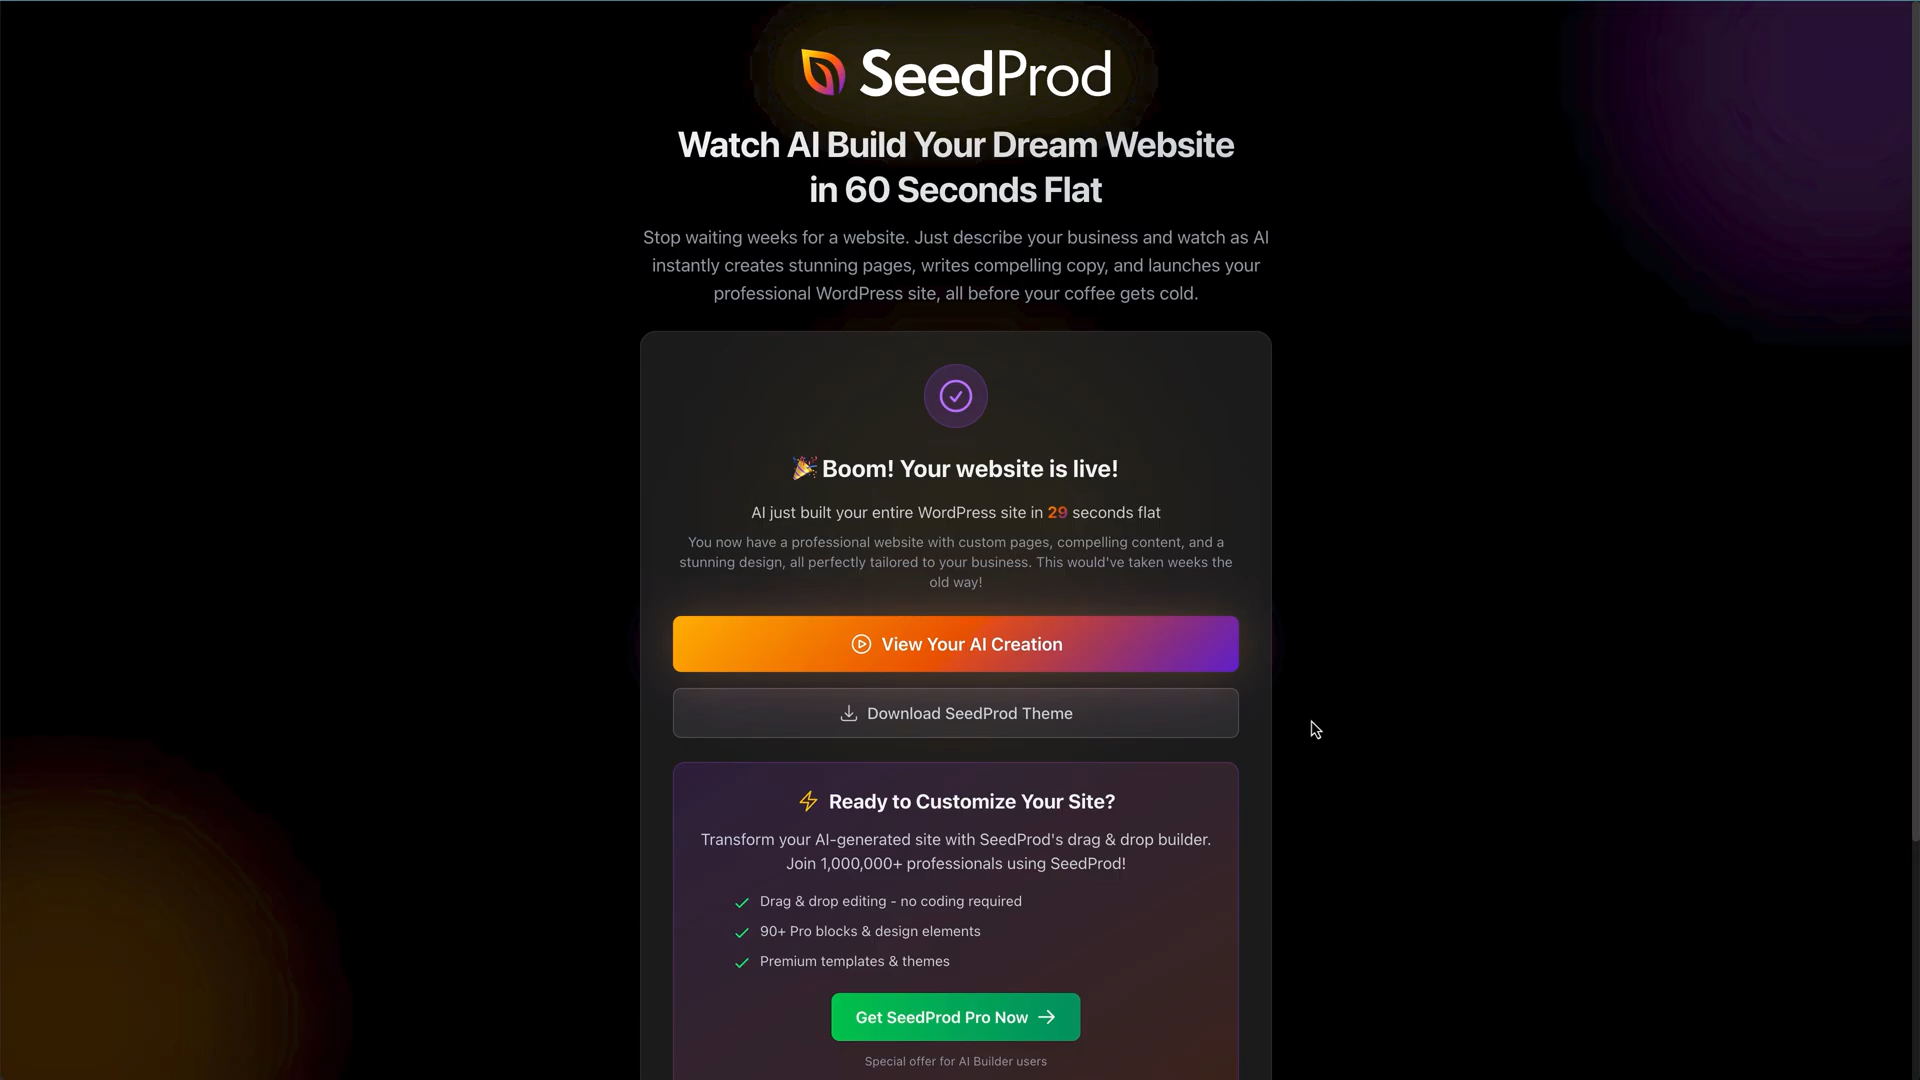 SeedProd
Watch AI Build Your Dream Website
in 60 Seconds Flat
Stop waiting weeks for a website. Just describe your business and watch as AI
instantly creates stunning pages, writes compelling copy, and launches your
professional WordPress site, all before your coffee gets cold.
🎉 Boom! Your website is live!
AI just built your entire WordPress site in 29 seconds flat
You now have a professional website with custom pages, compelling content, and a
stunning design, all perfectly tailored to your business. This would've taken weeks the
old way!
View Your AI Creation
Download SeedProd Theme
Ready to Customize Your Site?
Transform your AI-generated site with SeedProd's drag & drop builder.
Join 1,000,000+ professionals using SeedProd!
Drag & drop editing - no coding required
90+ Pro blocks & design elements
Premium templates & themes
Get SeedProd Pro Now
Special offer for AI Builder users